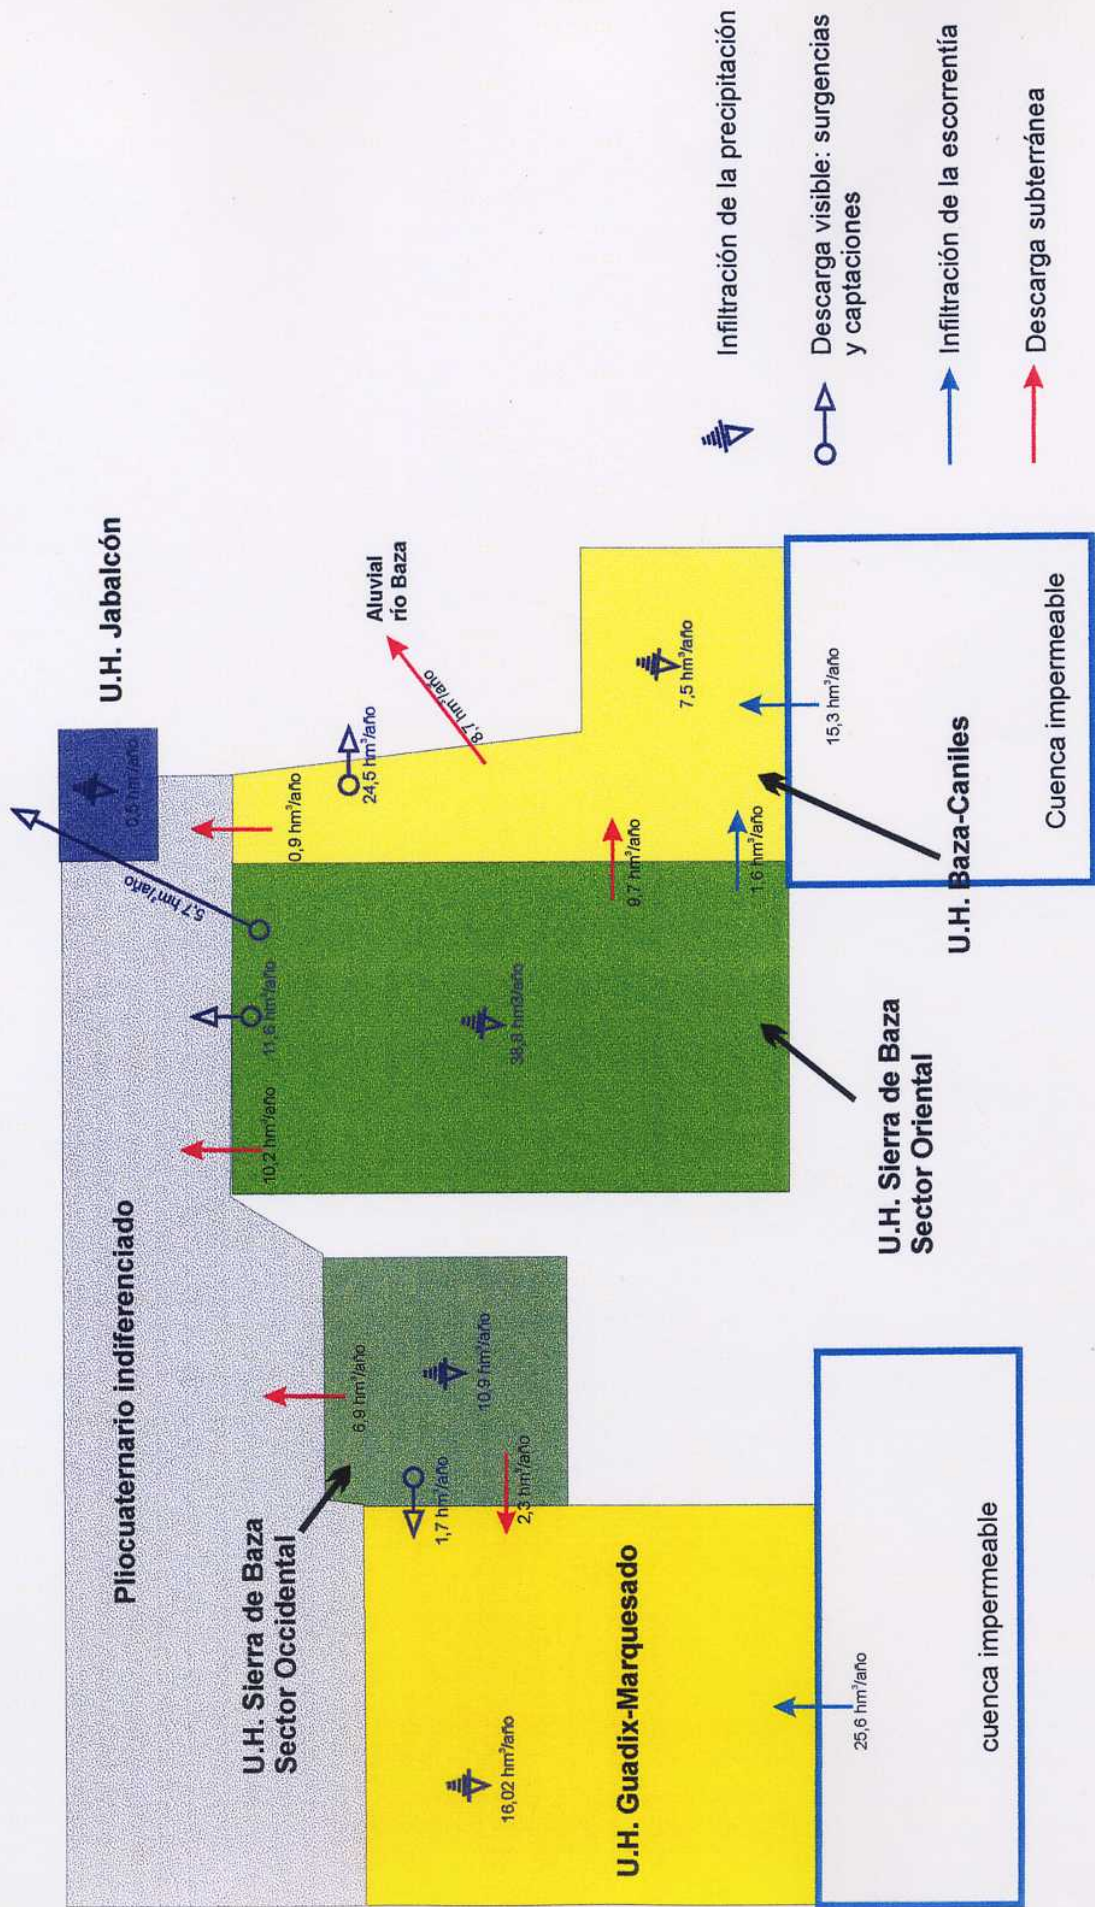 Pliocuaternario indiferenciado
U.H. Jabalcón
0,5 hm³/año
5,7 hm³/año
U.H. Sierra de Baza
Sector Occidental
10,2 hm³/año
11,6 hm³/año
0,9 hm³/año
24,5 hm³/año
Aluvial
río Baza
8,7 hm³/año
6,9 hm³/año
1,7 hm³/año
10,9 hm³/año
2,3 hm³/año
16,02 hm³/año
38,8 hm3/año
9,7 hm³/año
7,5 hm³/año
1,6 hm³/año
15,3 hm³/año
U.H. Guadix-Marquesado
25,6 hm³/año
cuenca impermeable
U.H. Sierra de Baza
Sector Oriental
U.H. Baza-Caniles
Cuenca impermeable
Infiltración de la precipitación
Descarga visible: surgencias
y captaciones
Infiltración de la escorrentía
Descarga subterránea